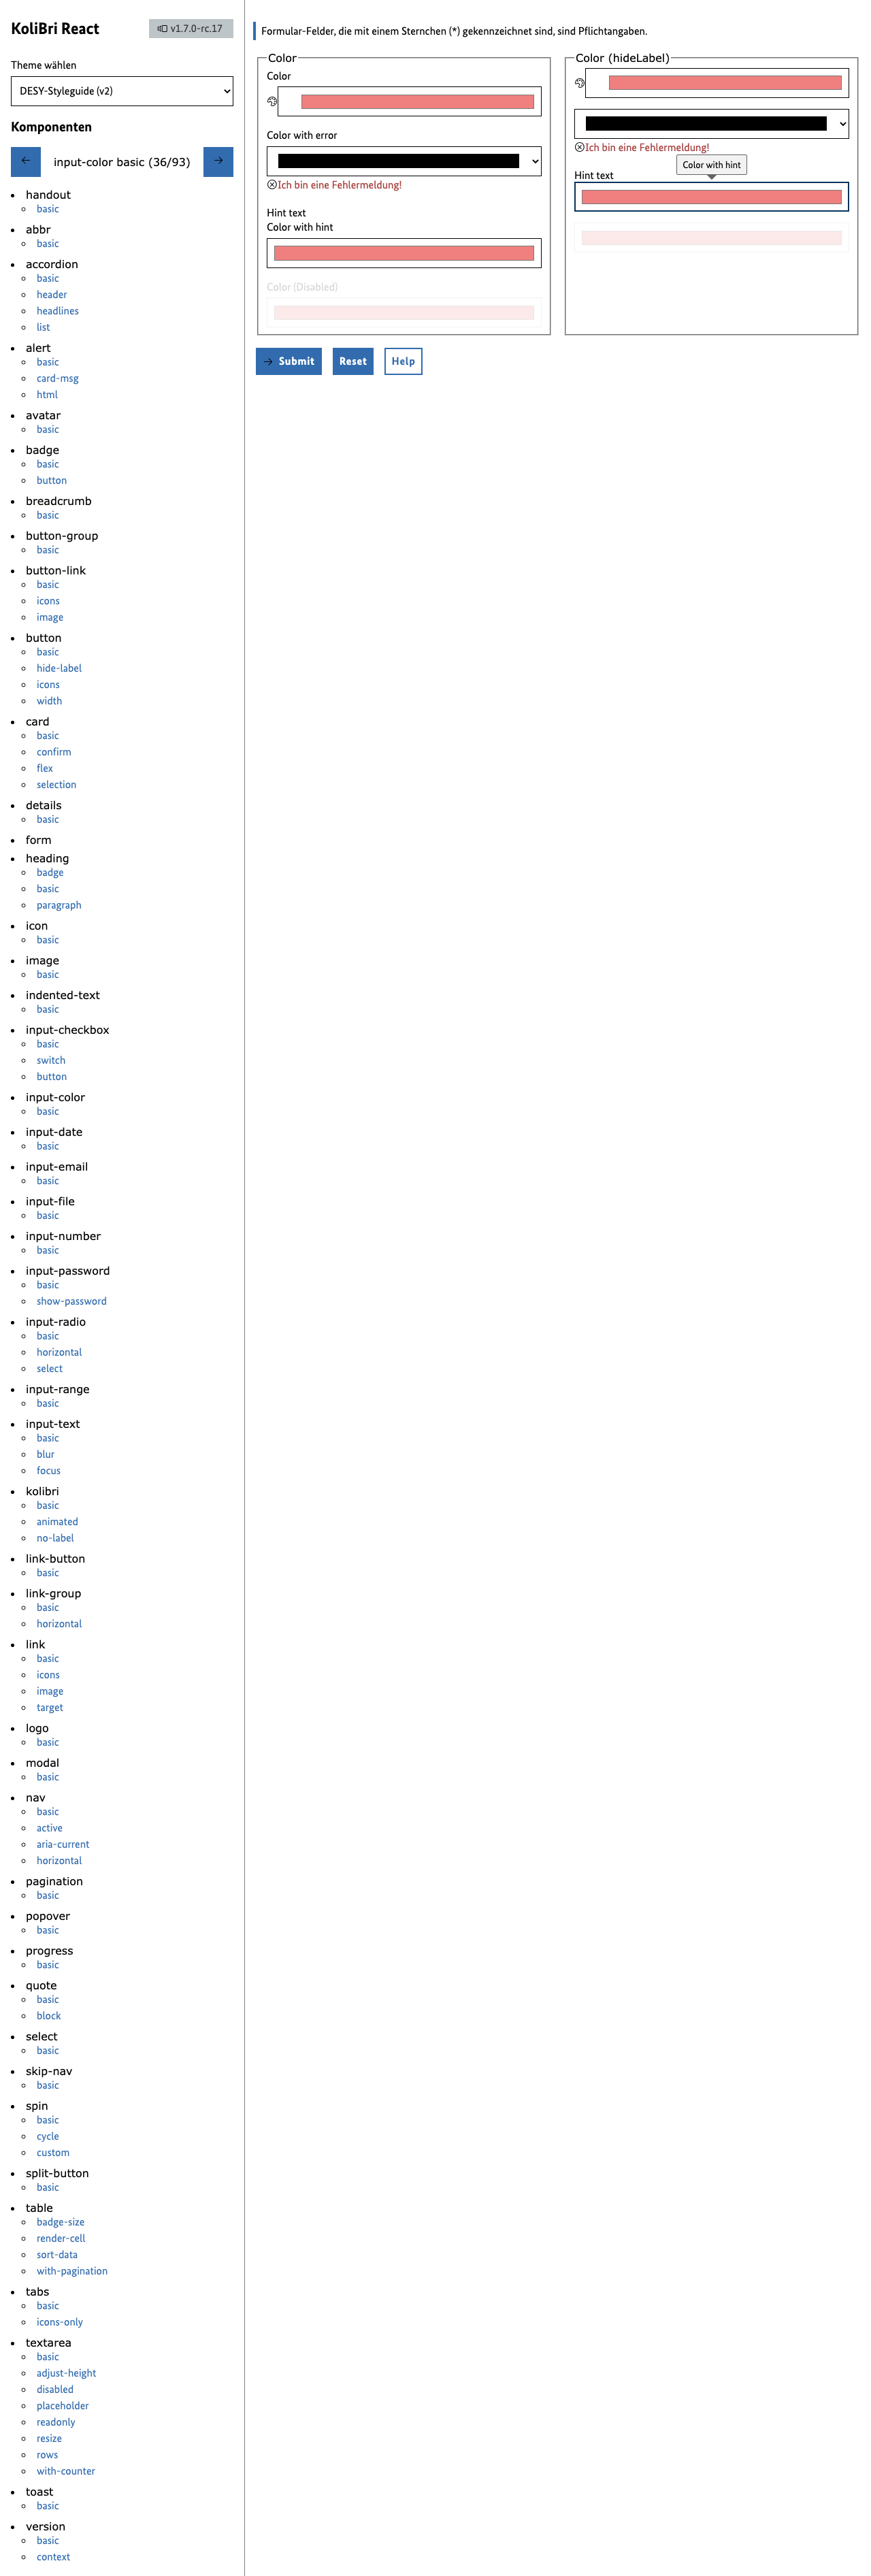 KoliBri React
v1.7.0-rc.17
Theme wählen
DESY-Styleguide (v2)
Komponenten
← input-color basic (36/93) →
handout
basic
abbr
basic
accordion
basic
header
headlines
list
alert
basic
card-msg
html
avatar
basic
badge
basic
button
breadcrumb
basic
button-group
basic
button-link
basic
icons
image
button
basic
hide-label
icons
width
card
basic
confirm
flex
selection
details
basic
form
heading
badge
basic
paragraph
icon
basic
image
basic
indented-text
basic
input-checkbox
basic
switch
button
input-color
basic
input-date
basic
input-email
basic
input-file
basic
input-number
basic
input-password
basic
show-password
input-radio
basic
horizontal
select
input-range
basic
input-text
basic
blur
focus
kolibri
basic
animated
no-label
link-button
basic
link-group
basic
horizontal
link
basic
icons
image
target
logo
basic
modal
basic
nav
basic
active
aria-current
horizontal
pagination
basic
popover
basic
progress
basic
quote
basic
block
select
basic
skip-nav
basic
spin
basic
cycle
custom
split-button
basic
table
badge-size
render-cell
sort-data
with-pagination
tabs
basic
icons-only
textarea
basic
adjust-height
disabled
placeholder
readonly
resize
rows
with-counter
toast
basic
version
basic
context
Formular-Felder, die mit einem Sternchen (*) gekennzeichnet sind, sind Pflichtangaben.
Color
Color
Color with error
Ich bin eine Fehlermeldung!
Hint text
Color with hint
Color (Disabled)
Color (hideLabel)
Ich bin eine Fehlermeldung!
Color with hint
Hint text
→ Submit
Reset
Help